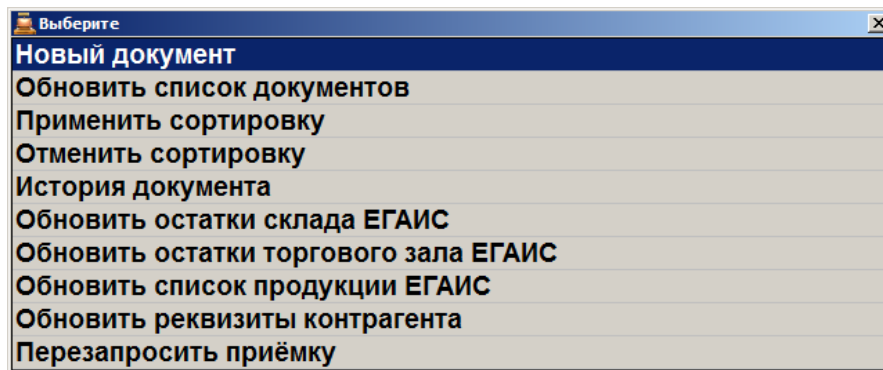 Выберите
Новый документ
Обновить список документов
Применить сортировку
Отменить сортировку
История документа
Обновить остатки склада ЕГАИС
Обновить остатки торгового зала ЕГАИС
Обновить список продукции ЕГАИС
Обновить реквизиты контрагента
Перезапросить приёмку